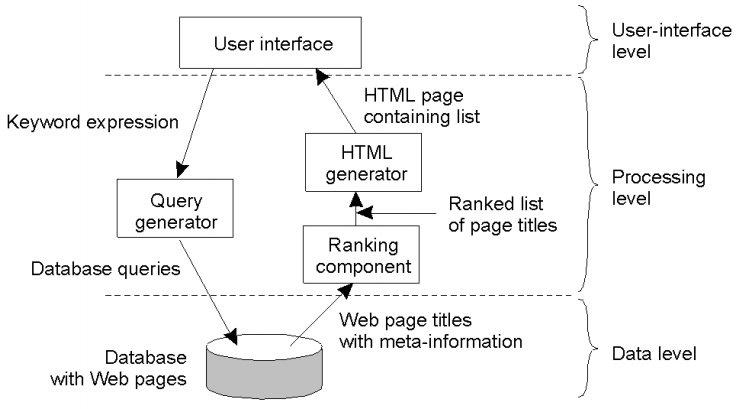 User interface
User-interface
level
HTML page
containing list
Keyword expression
HTML
generator
Processing
level
Query
generator
Ranked list
of page titles
Ranking
component
Database queries
Web page titles
with meta-information
Database
with Web pages
Data level